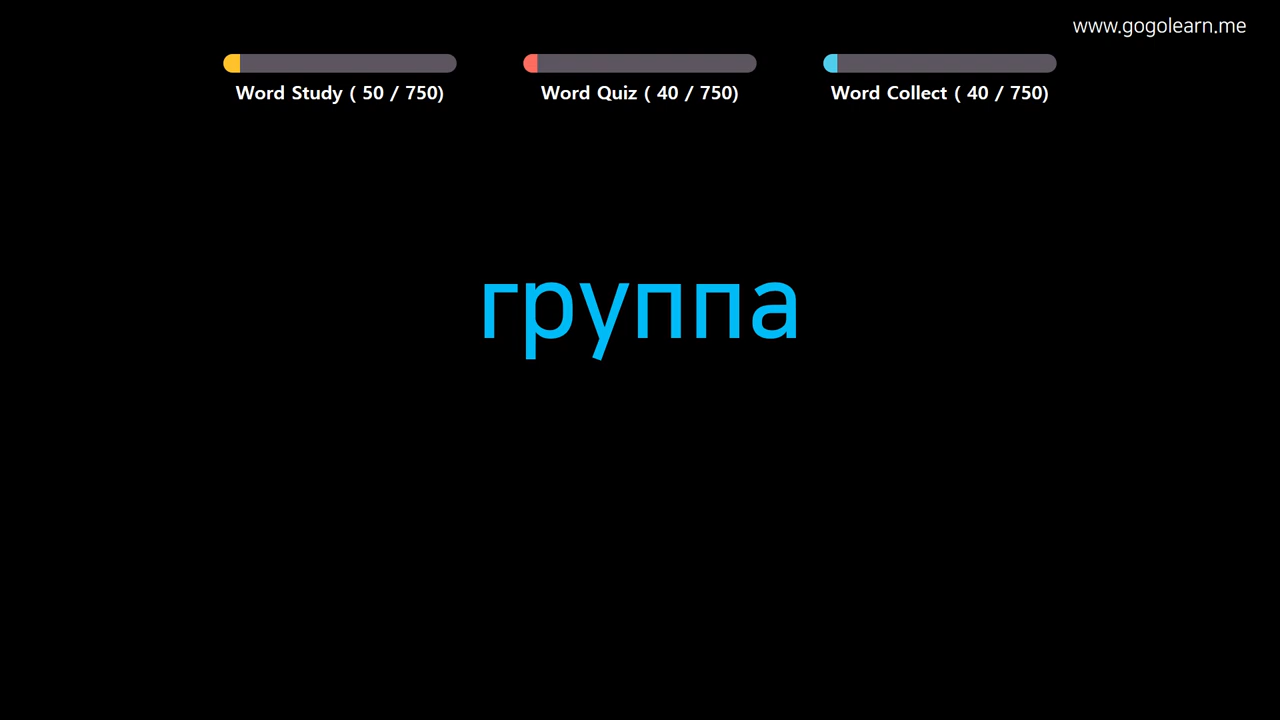 www.gogolearn.me
Word Study ( 50 / 750)
Word Quiz ( 40 / 750)
Word Collect ( 40 / 750)
группа